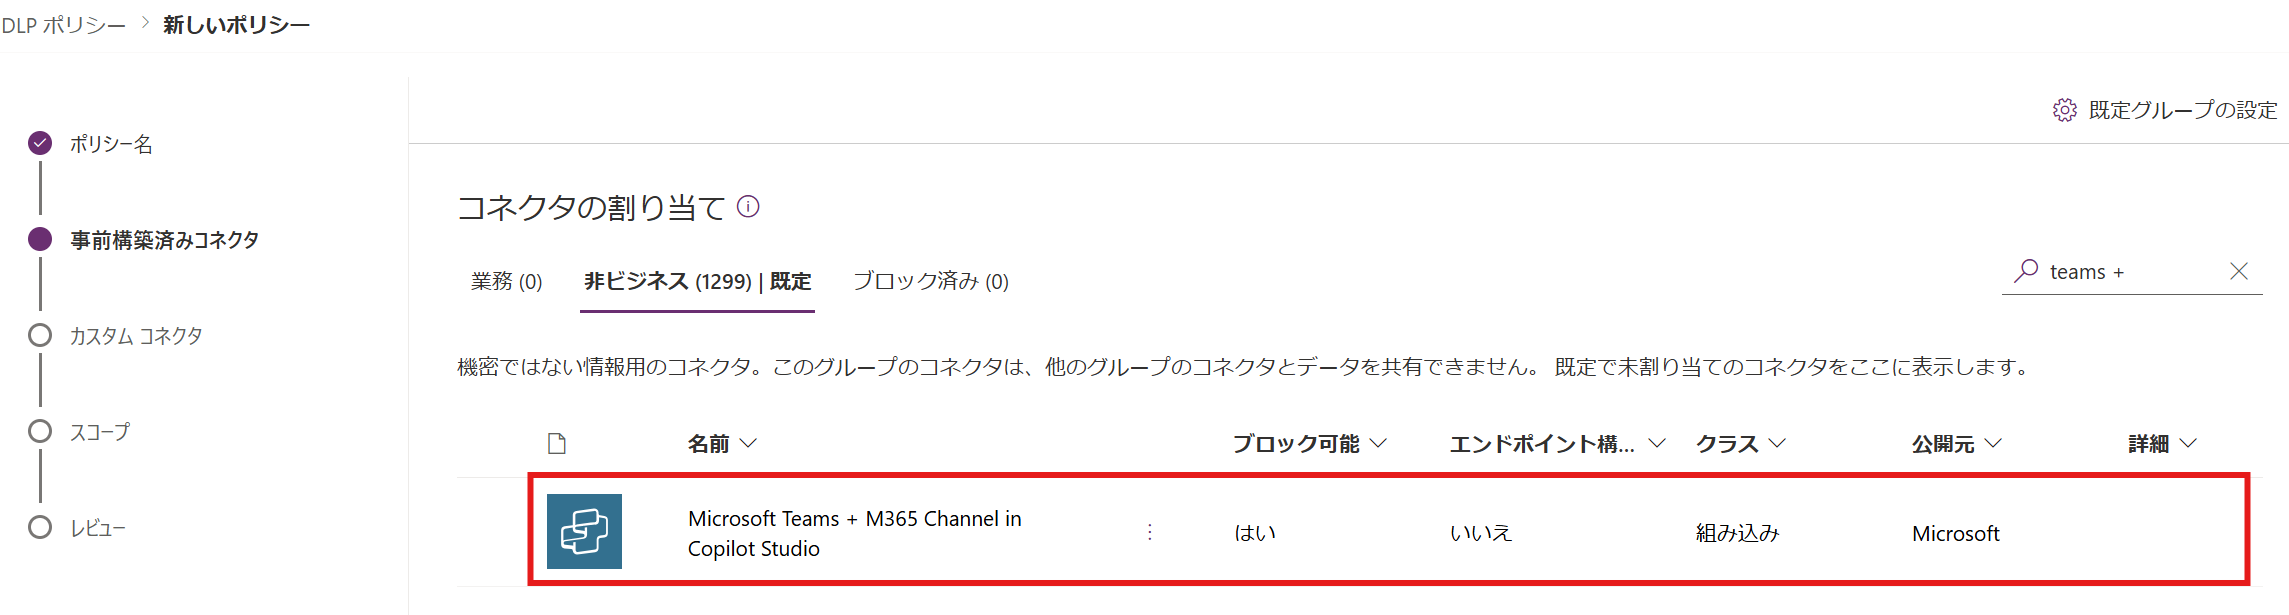 DLP ポリシー > 新しいポリシー
既定グループの設定
ポリシー名
事前構築済みコネクタ
カスタム コネクタ
スコープ
レビュー
コネクタの割り当て
業務 (0) 非ビジネス (1299) | 既定 ブロック済み (0)
teams +
機密ではない情報用のコネクタ。このグループのコネクタは、他のグループのコネクタとデータを共有できません。 既定で未割り当てのコネクタをここに表示します。
名前 ブロック可能 エンドポイント構... クラス 公開元 詳細
Microsoft Teams + M365 Channel in
Copilot Studio
はい いいえ 組み込み Microsoft